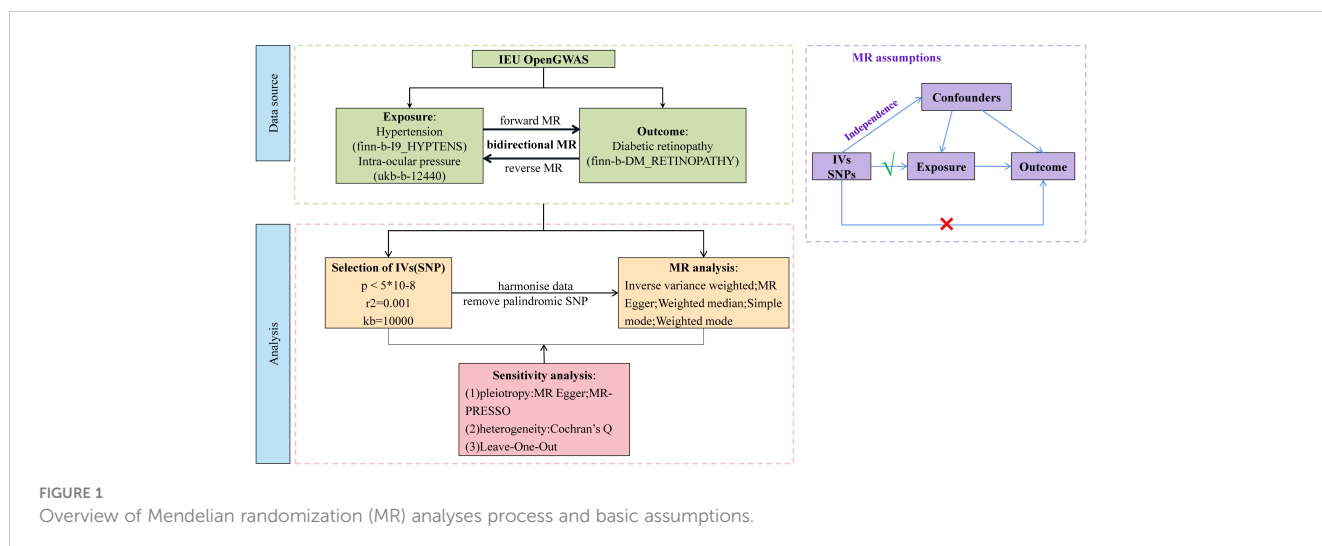 Data source
IEU OpenGWAS
Exposure:
Hypertension
(finn-b-I9_HYPTENS)
Intra-ocular pressure
(ukb-b-12440)
forward MR
bidirectional MR
reverse MR
Outcome:
Diabetic retinopathy
(finn-b-DM_RETINOPATHY)
MR assumptions
Confounders
Independence
IVs
SNPs
Exposure
Outcome
Analysis
Selection of IVs(SNP)
p < 5*10-8
r2=0.001
kb=10000
harmonise data
remove palindromic SNP
MR analysis:
Inverse variance weighted;MR
Egger;Weighted median;Simple
mode;Weighted mode
Sensitivity analysis:
(1)pleiotropy:MR Egger;MR-
PRESSO
(2)heterogeneity:Cochran's Q
(3)Leave-One-Out
FIGURE 1
Overview of Mendelian randomization (MR) analyses process and basic assumptions.